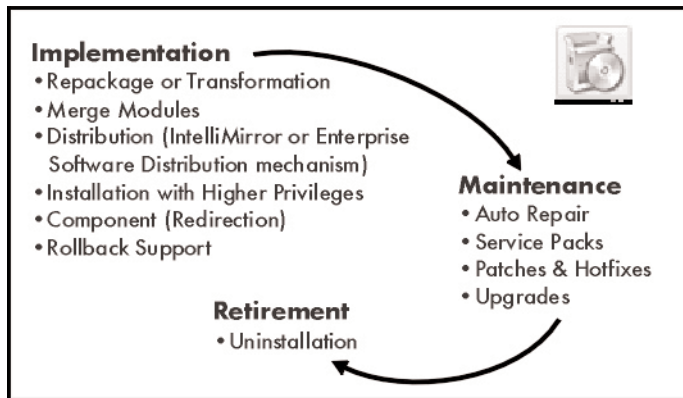 Implementation
• Repackage or Transformation
• Merge Modules
• Distribution (IntelliMirror or Enterprise
Software Distribution mechanism)
• Installation with Higher Privileges
• Component (Redirection)
• Rollback Support
Maintenance
• Auto Repair
• Service Packs
• Patches & Hotfixes
• Upgrades
Retirement
• Uninstallation